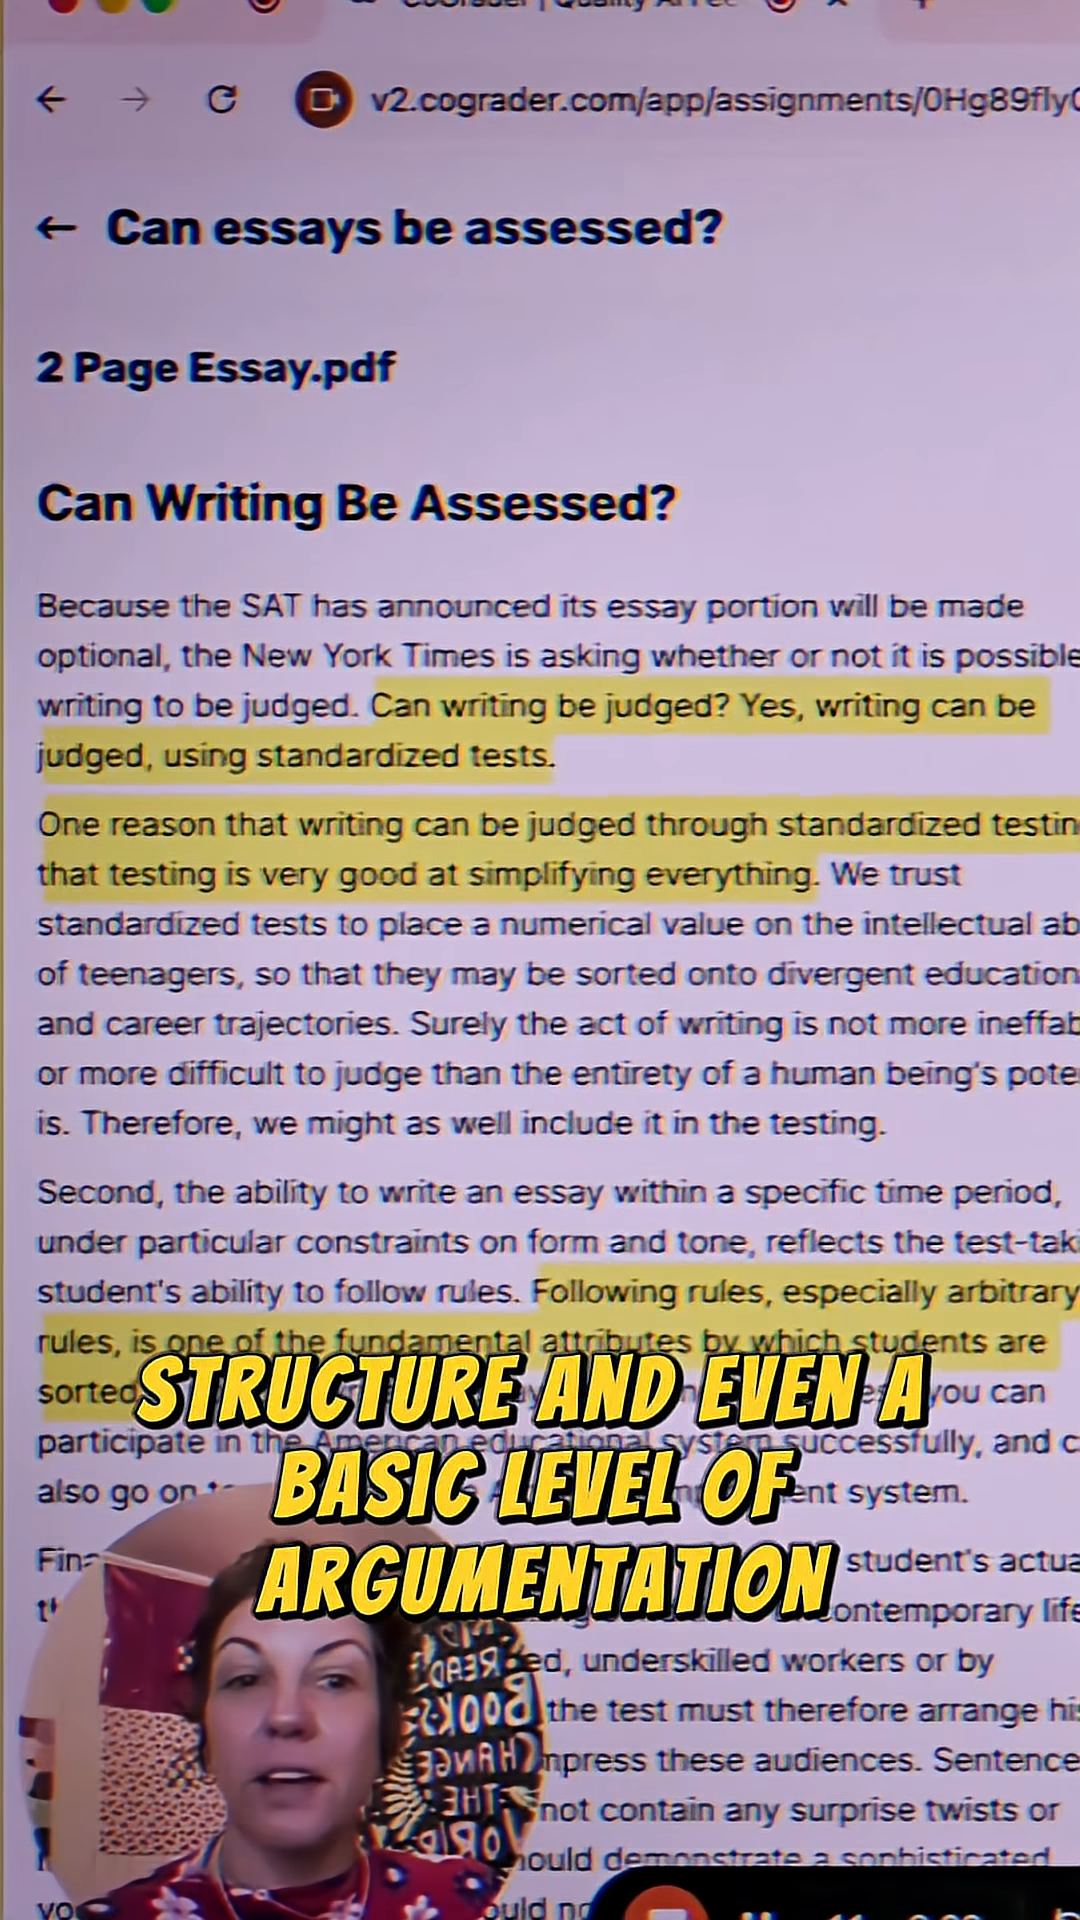 v2.cograder.com/app/assignments/0Hg89fly
Can essays be assessed?
2 Page Essay.pdf
Can Writing Be Assessed?
Because the SAT has announced its essay portion will be made
optional, the New York Times is asking whether or not it is possible
writing to be judged. Can writing be judged? Yes, writing can be
judged, using standardized tests.
One reason that writing can be judged through standardized testin
that testing is very good at simplifying everything. We trust
standardized tests to place a numerical value on the intellectual ab
of teenagers, so that they may be sorted onto divergent education
and career trajectories. Surely the act of writing is not more ineffab
or more difficult to judge than the entirety of a human being's pote
is. Therefore, we might as well include it in the testing.
Second, the ability to write an essay within a specific time period,
under particular constraints on form and tone, reflects the test-tak
student's ability to follow rules. Following rules, especially arbitrary
rules, is one of the fundamental attributes by which students are
sorted you can
participate in the American educational system successfully, and c
also go on system.
STRUCTURE AND EVEN A
BASIC LEVEL OF
ARGUMENTATION
student's actua
contemporary life
underskilled workers or by
the test must therefore arrange his
mpress these audiences. Sentence
not contain any surprise twists or
demonstrate a sophisticated
READ
BOOKS
CHANGE
THE
WORLD